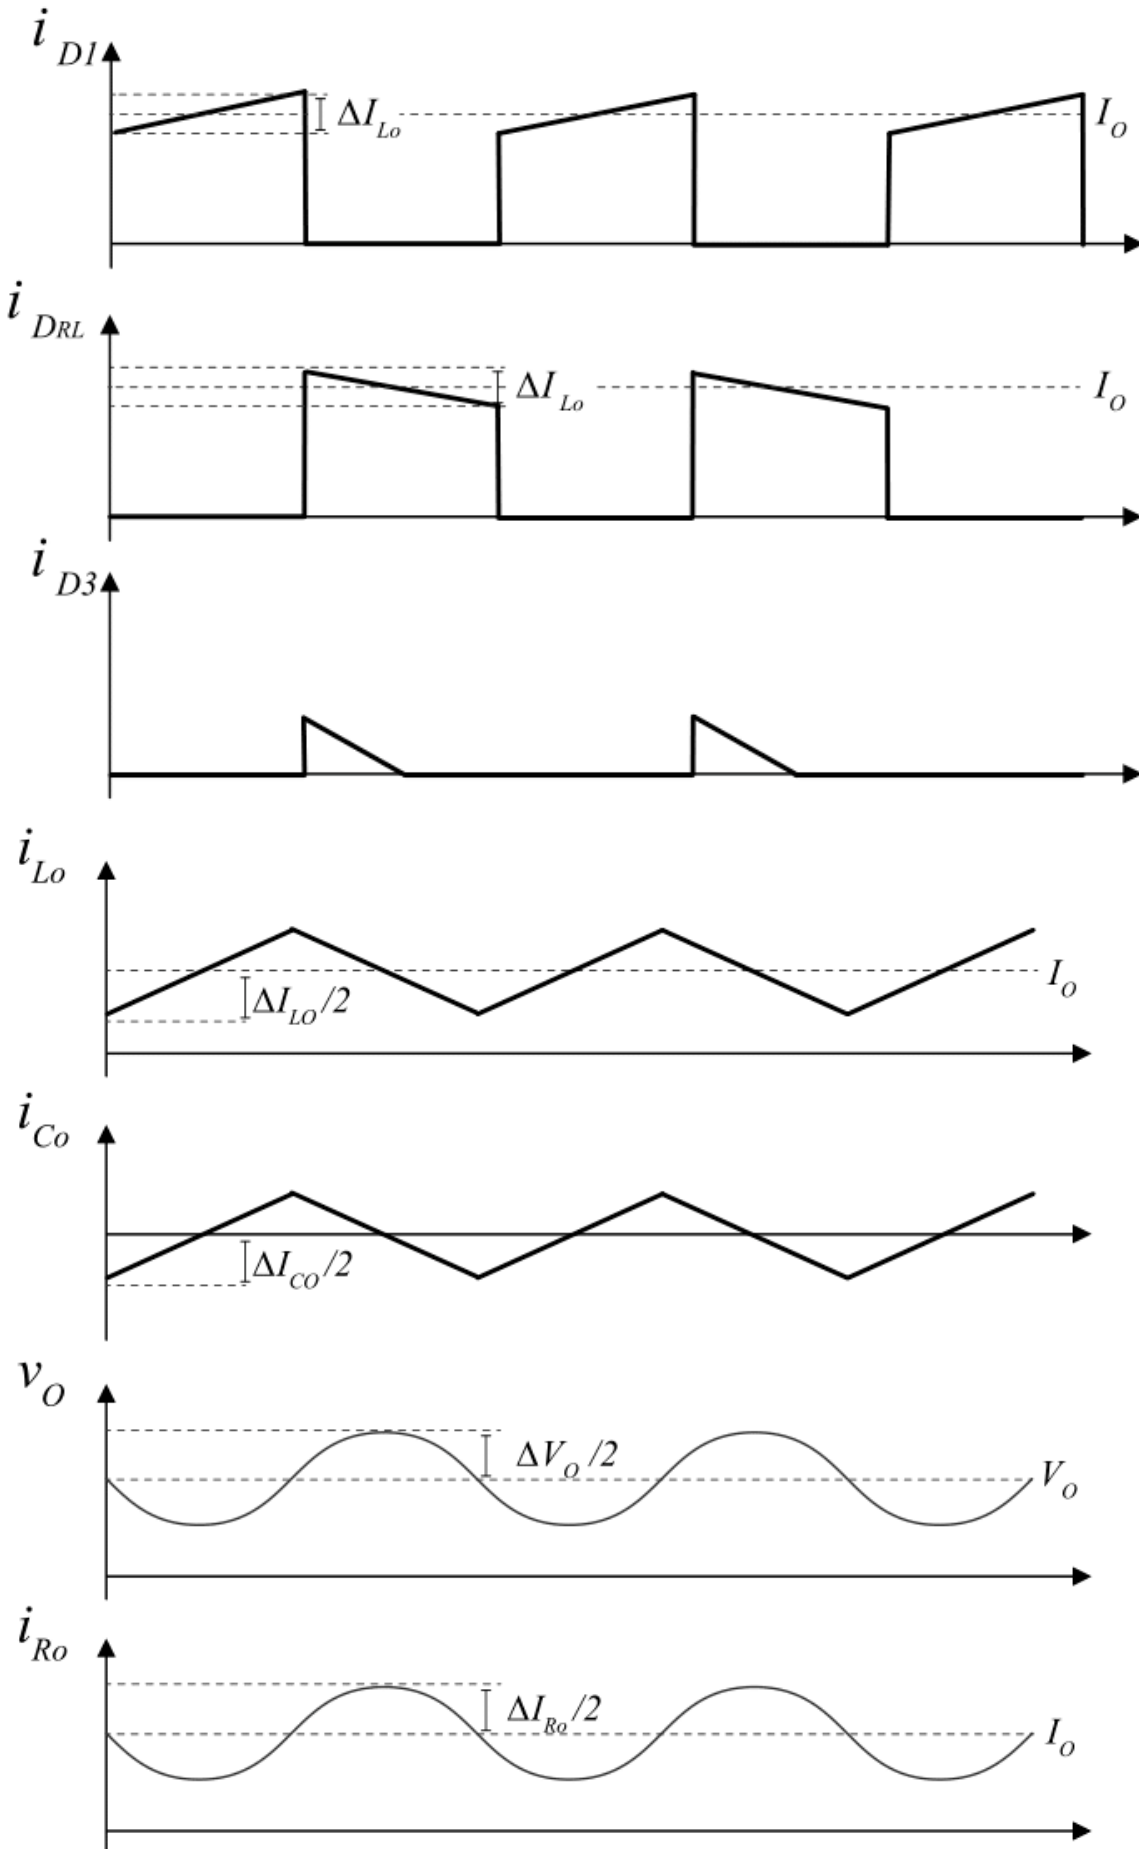 i D1
ΔI Lo
I O
i DRL
ΔI Lo
I O
i D3
i Lo
I O
ΔI LO /2
i Co
ΔI CO /2
v O
ΔV O /2
V O
i Ro
ΔI Ro /2
I O